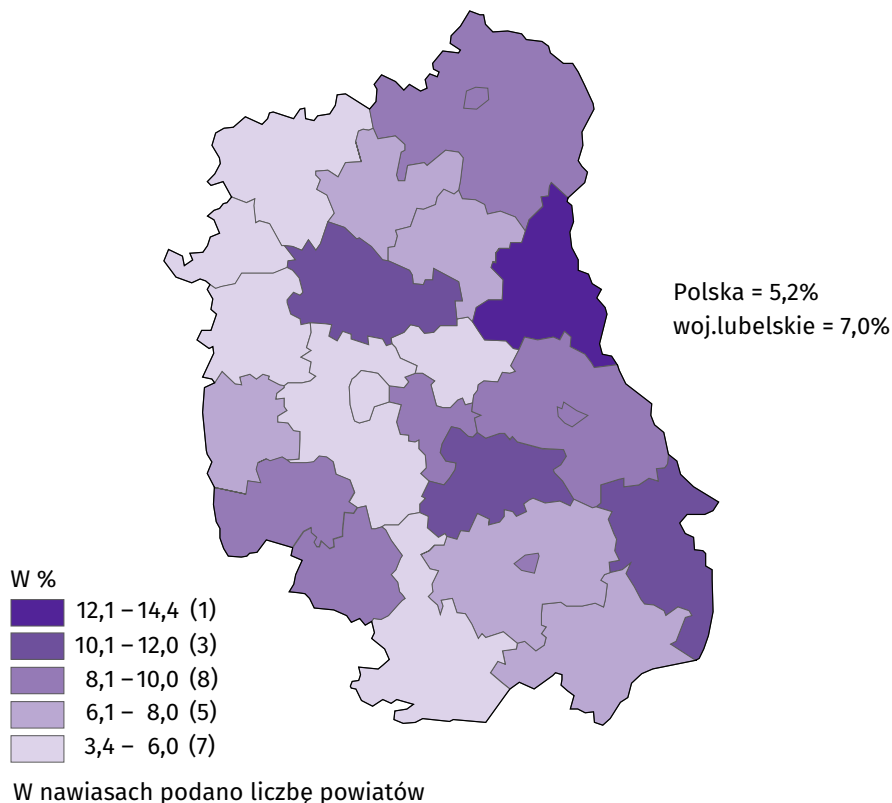 Polska = 5,2%
woj.lubelskie = 7,0%
W %
12,1 – 14,4 (1)
10,1 – 12,0 (3)
8,1 – 10,0 (8)
6,1 – 8,0 (5)
3,4 – 6,0 (7)
W nawiasach podano liczbę powiatów